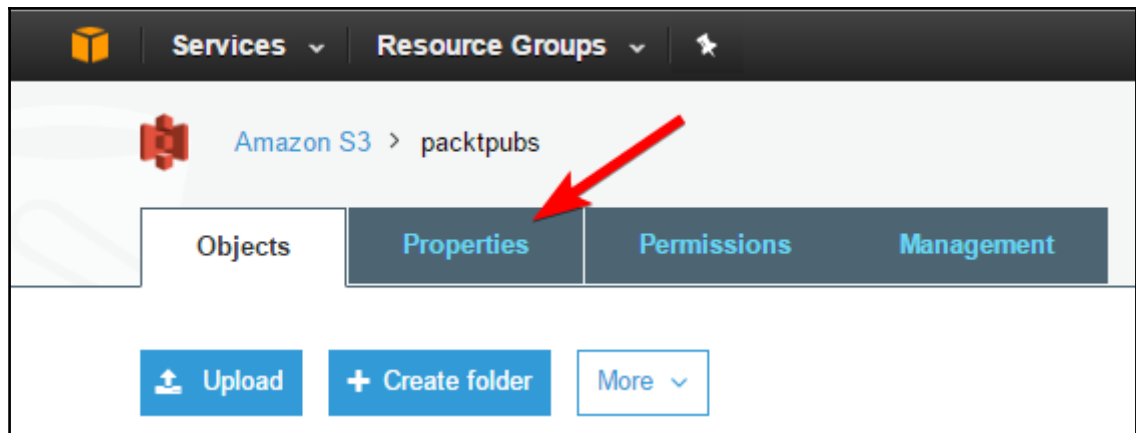 Services Resource Groups
Amazon S3 > packtpubs
Objects Properties Permissions Management
Upload + Create folder More